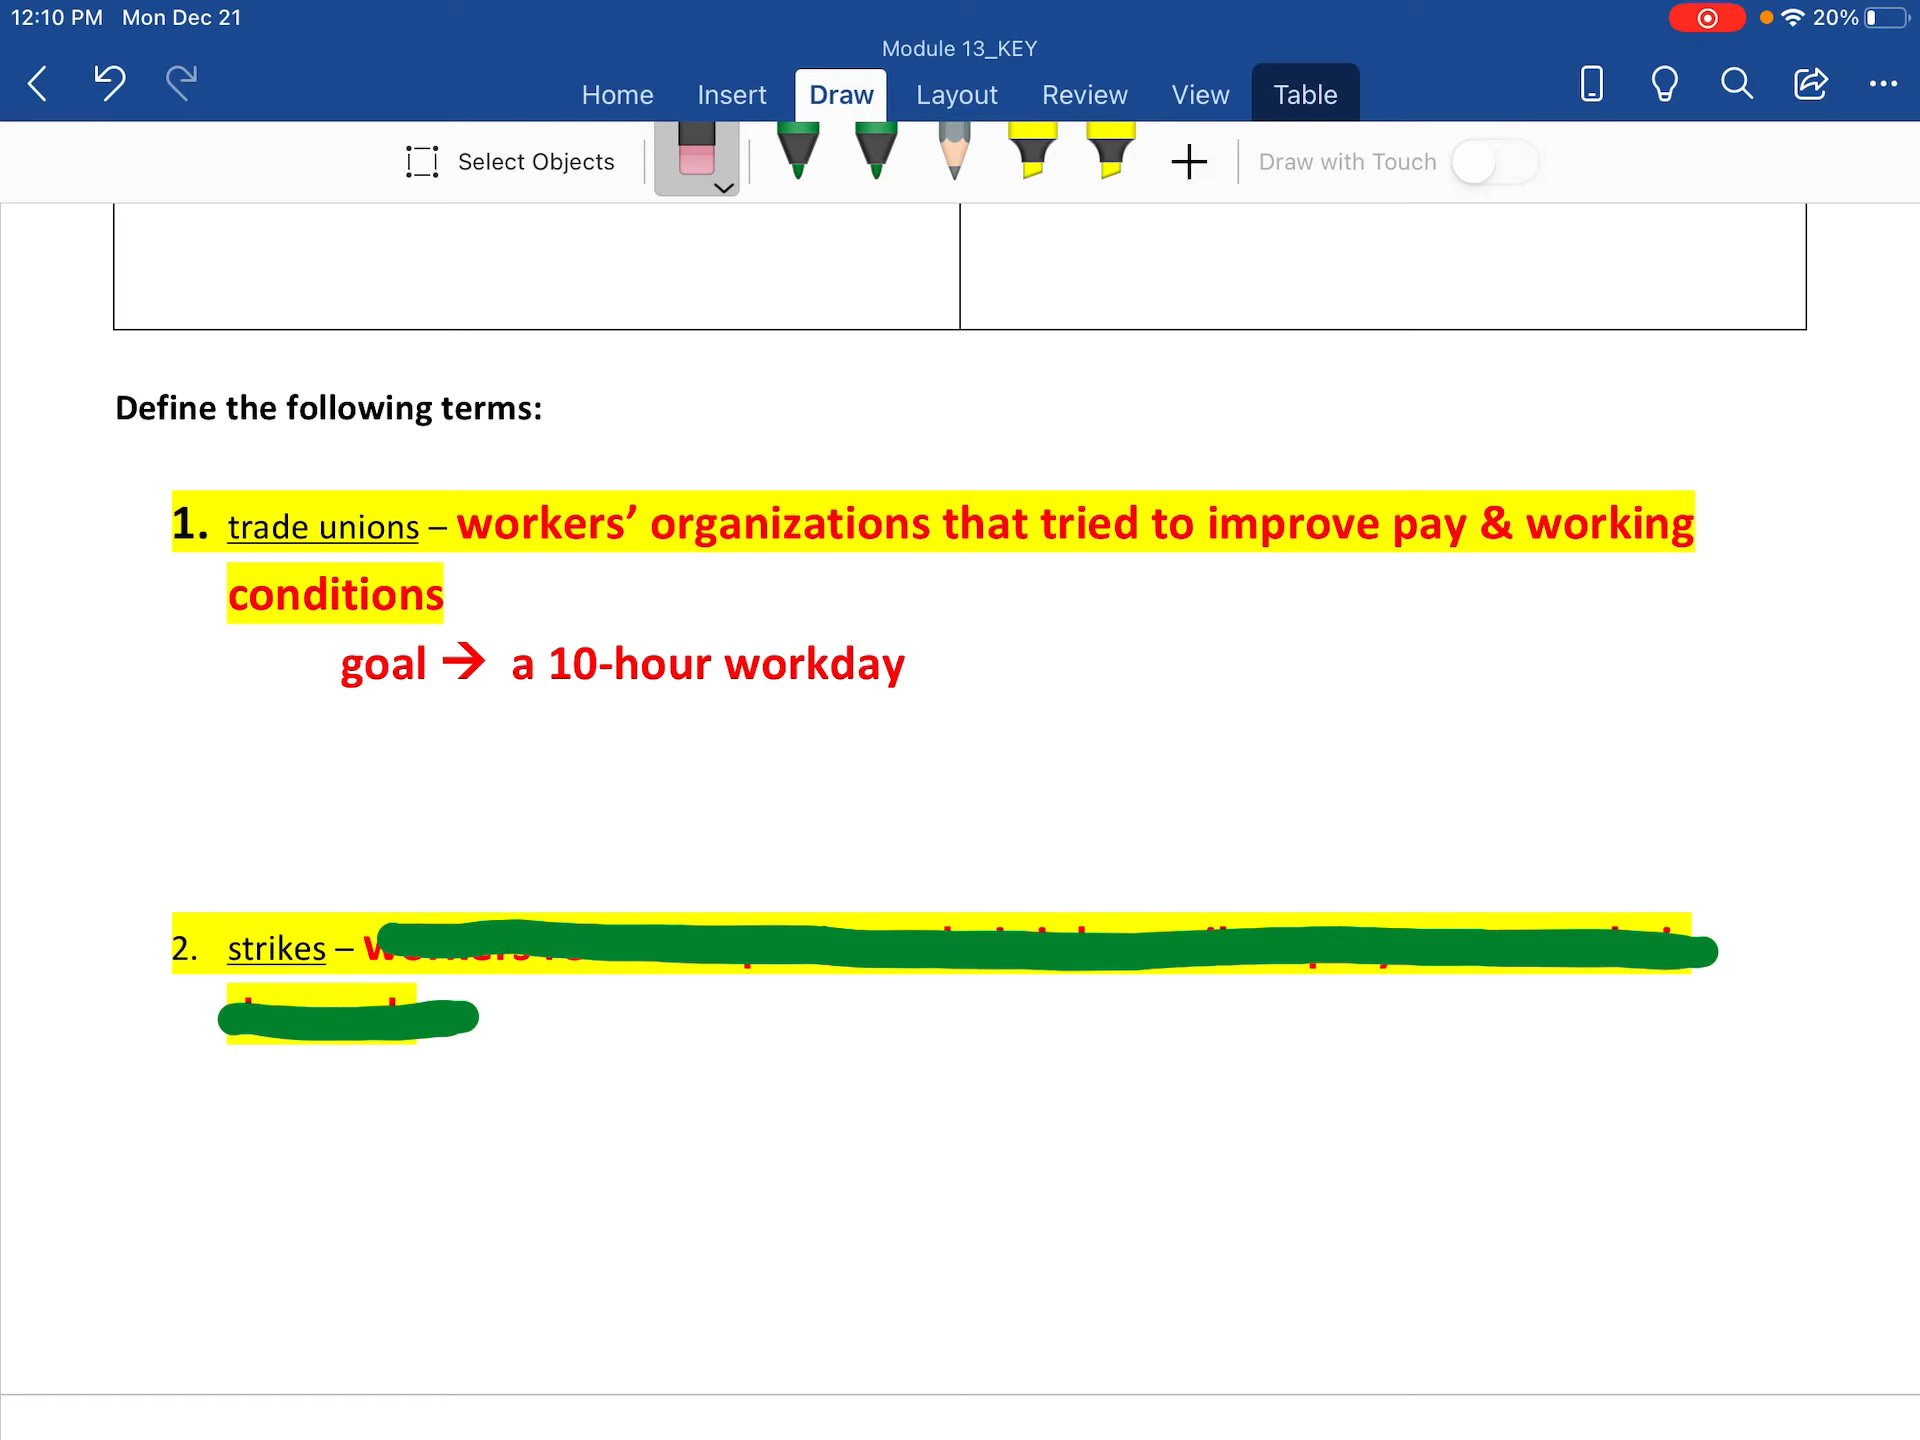 12:10 PM Mon Dec 21
20%
Module 13_KEY
Home Insert Draw Layout Review View Table
Select Objects Draw with Touch
Define the following terms:
1. trade unions – workers’ organizations that tried to improve pay & working
conditions
goal → a 10-hour workday
2. strikes –